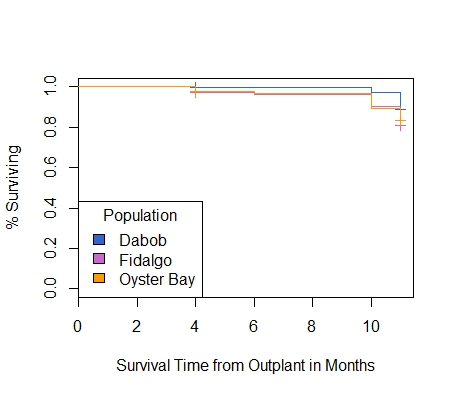 % Surviving
1.0
0.8
0.6
0.4
0.2
0.0
Population
Dabob
Fidalgo
Oyster Bay
0 2 4 6 8 10
Survival Time from Outplant in Months